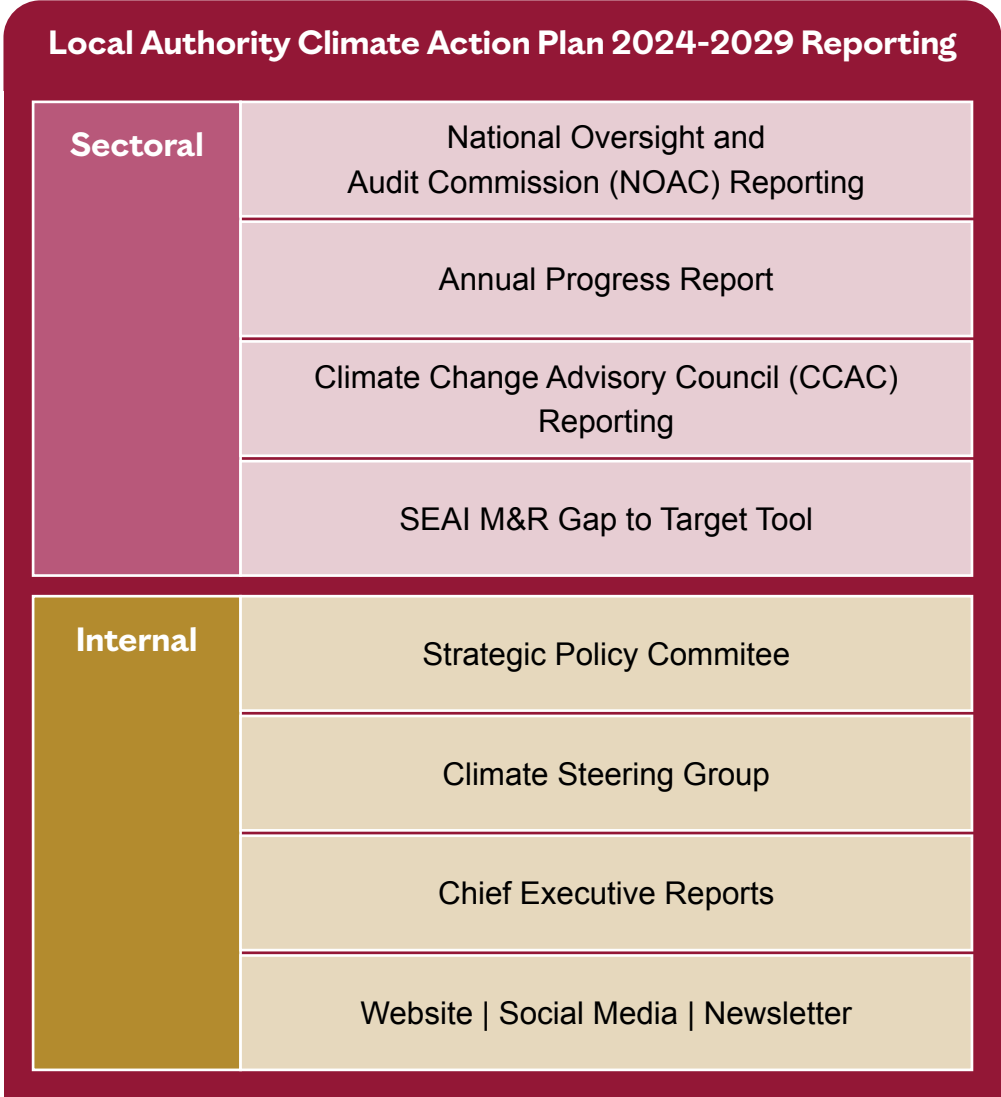 Local Authority Climate Action Plan 2024-2029 Reporting
Sectoral
National Oversight and
Audit Commission (NOAC) Reporting
Annual Progress Report
Climate Change Advisory Council (CCAC)
Reporting
SEAI M&R Gap to Target Tool
Internal
Strategic Policy Commitee
Climate Steering Group
Chief Executive Reports
Website | Social Media | Newsletter